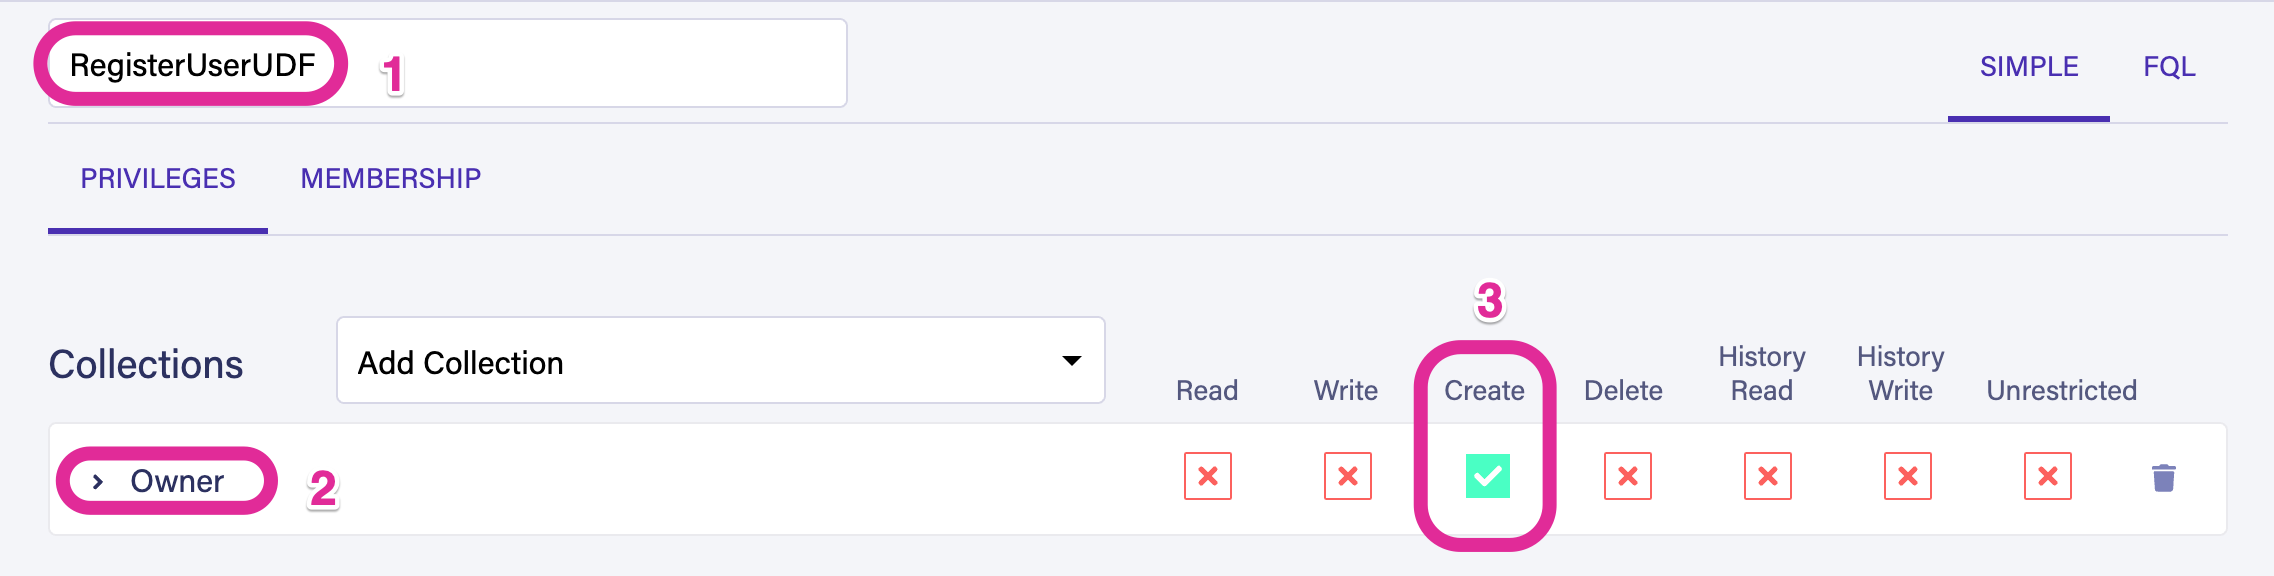 RegisterUserUDF 1 SIMPLE FQL
PRIVILEGES MEMBERSHIP
3
Collections Add Collection Read Write Create Delete History Read History Write Unrestricted
Owner 2